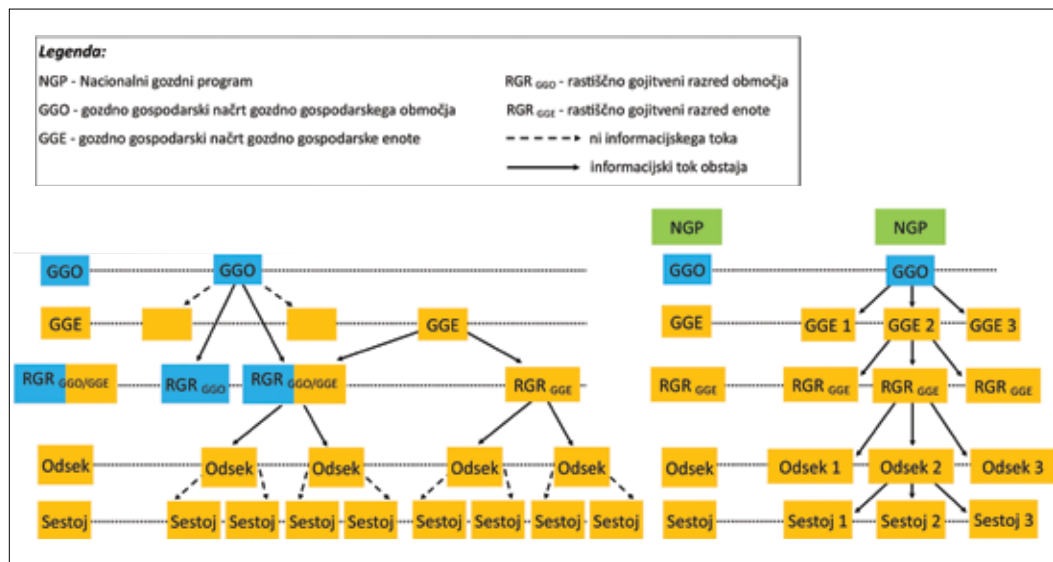 Legenda:
NGP - Nacionalni gozdni program
GGO - gozdno gospodarski načrt gozdno gospodarskega območja
GGE - gozdno gospodarski načrt gozdno gospodarske enote
RGR GGO - rastiščno gojitveni razred območja
RGR GGE - rastiščno gojitveni razred enote
ni informacijskega toka
informacijski tok obstaja
GGO GGO
GGE GGE
RGR GGO/GGE RGR GGO RGR GGO/GGE RGR GGE
Odsek Odsek Odsek Odsek Odsek
Sestoj Sestoj Sestoj Sestoj Sestoj Sestoj Sestoj Sestoj Sestoj
NGP NGP
GGO GGO
GGE GGE 1 GGE 2 GGE 3
RGR GGE RGR GGE RGR GGE RGR GGE
Odsek Odsek 1 Odsek 2 Odsek 3
Sestoj Sestoj 1 Sestoj 2 Sestoj 3